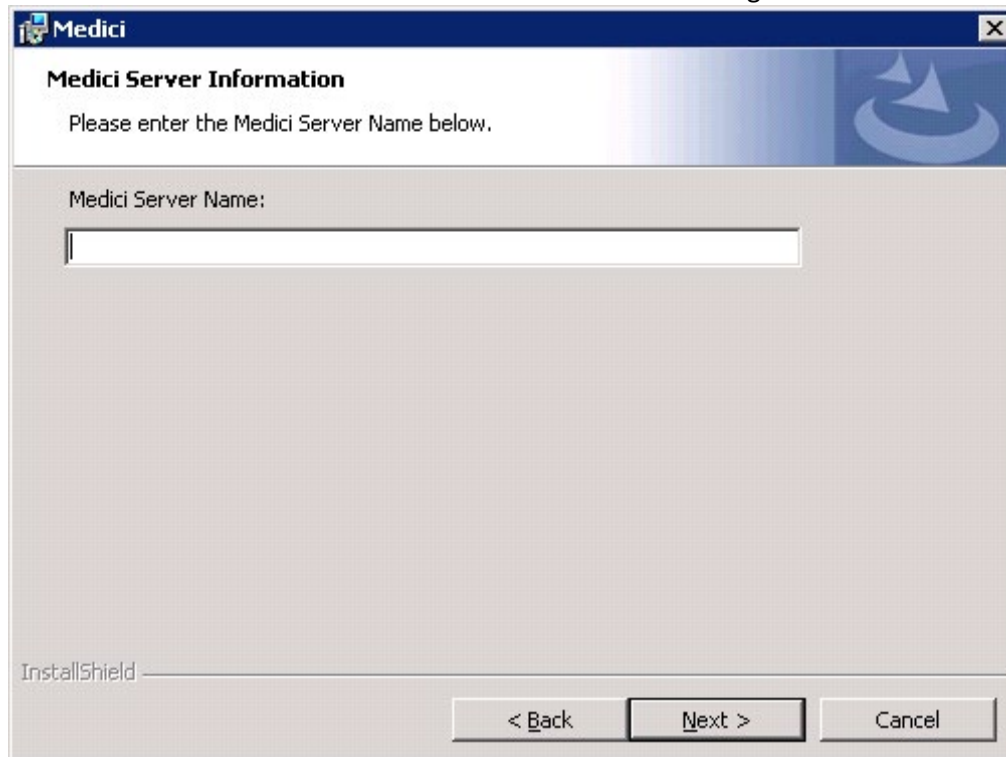 Medici
Medici Server Information
Please enter the Medici Server Name below.
Medici Server Name:
InstallShield
< Back Next > Cancel